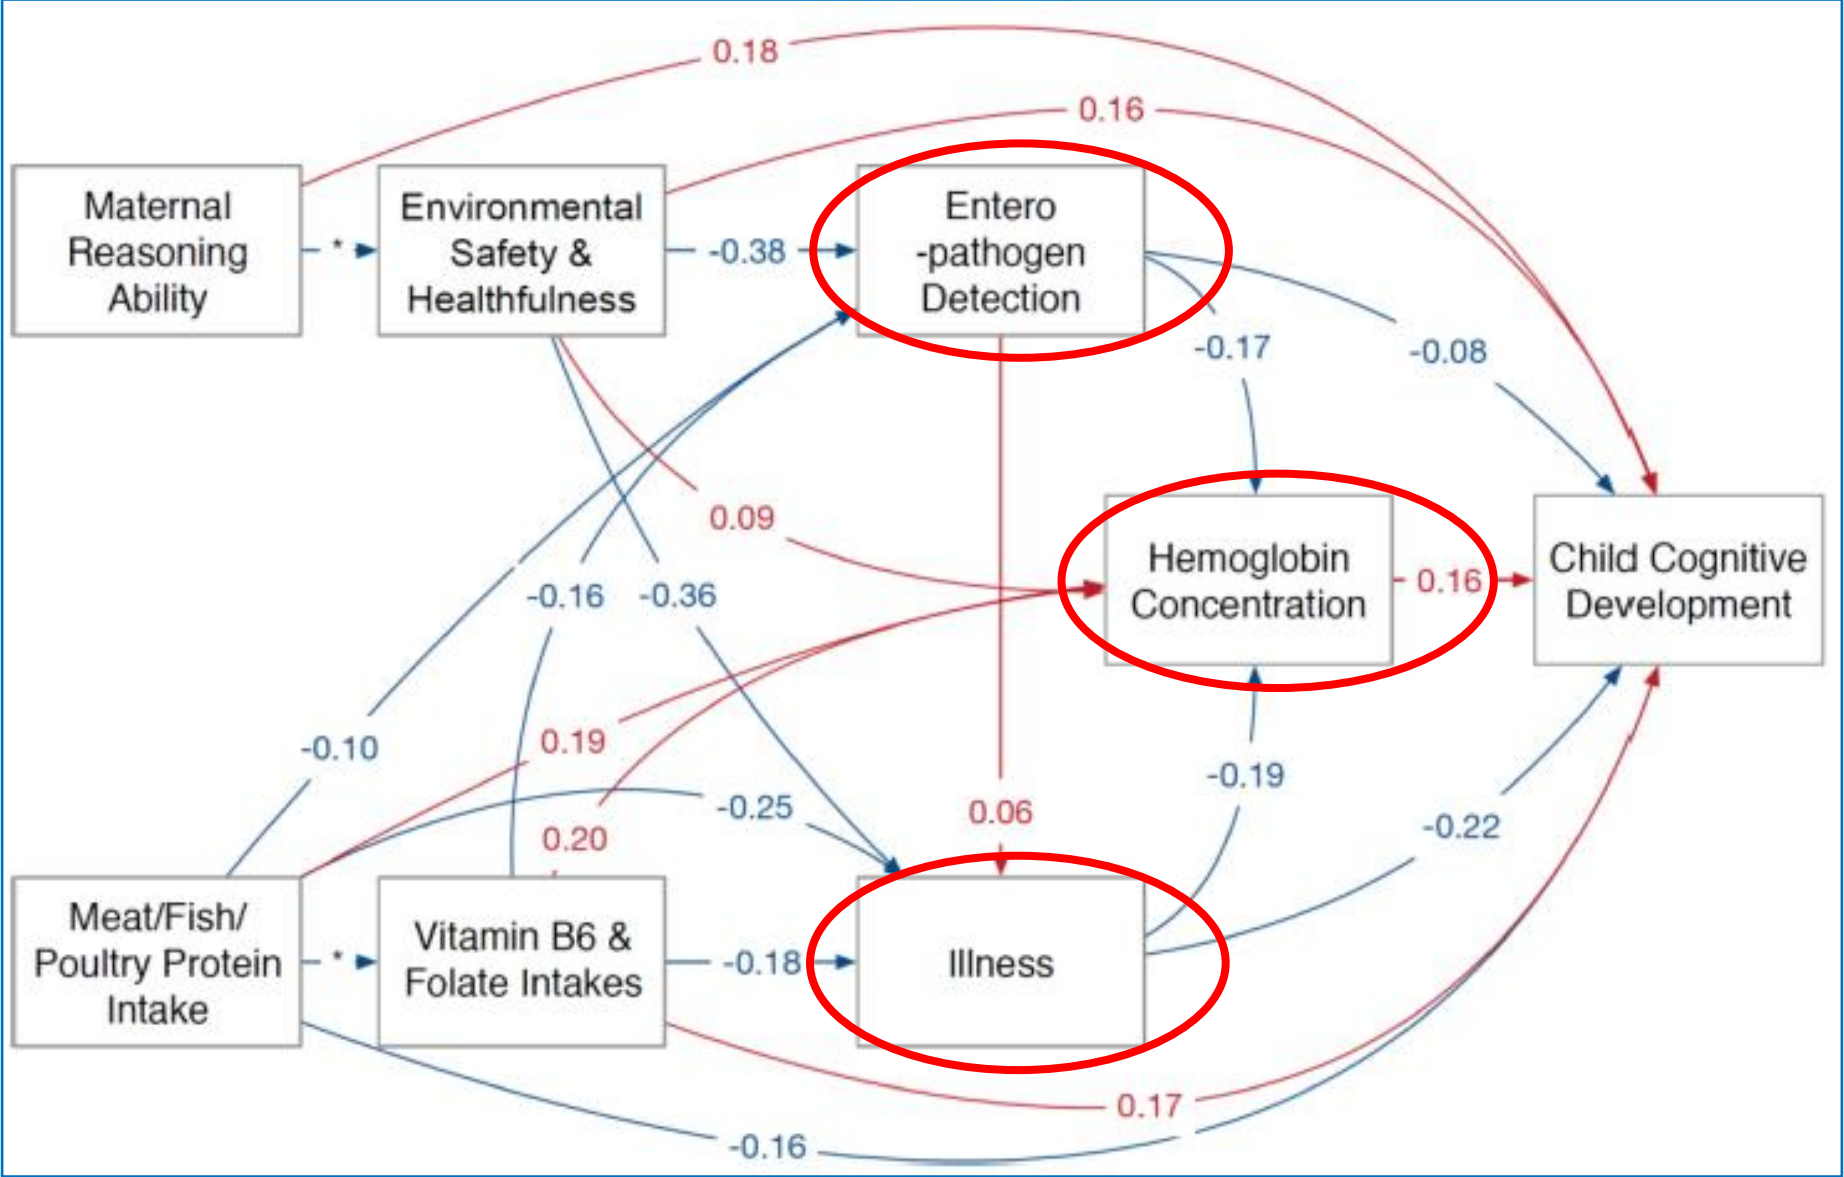 0.18
0.16
Maternal
Reasoning
Ability
*
Environmental
Safety &
Healthfulness
-0.38
Entero
-pathogen
Detection
-0.17
-0.08
0.09
Hemoglobin
Concentration
0.16
Child Cognitive
Development
-0.16
-0.36
-0.10
0.19
-0.25
0.20
0.06
-0.19
-0.22
Meat/Fish/
Poultry Protein
Intake
*
Vitamin B6 &
Folate Intakes
-0.18
Illness
0.17
-0.16